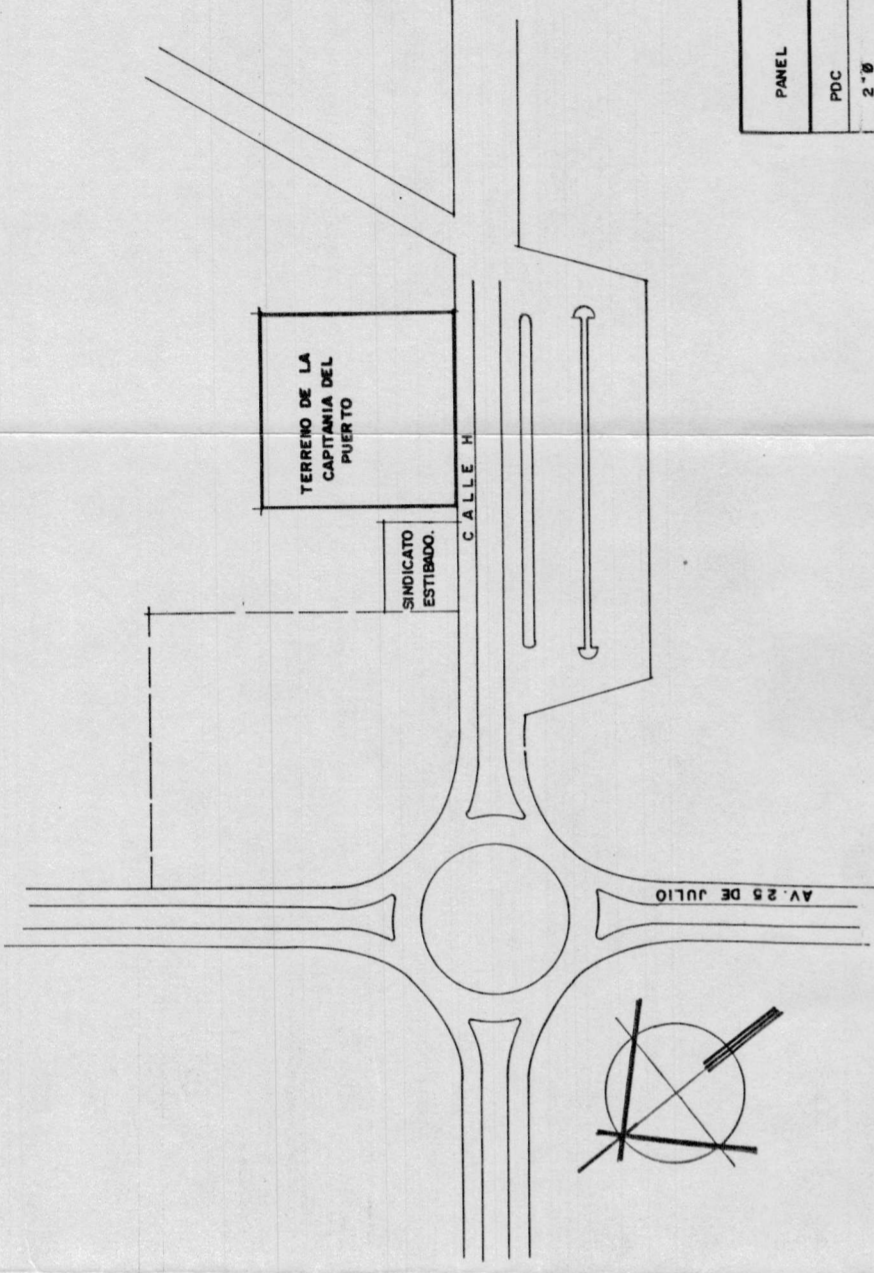 PANEL
PDC
2"Ø
TERRENO DE LA
CAPITANIA DEL
PUERTO
CALLE H
SINDICATO
ESTIBADO.
AV. 25 DE JULIO